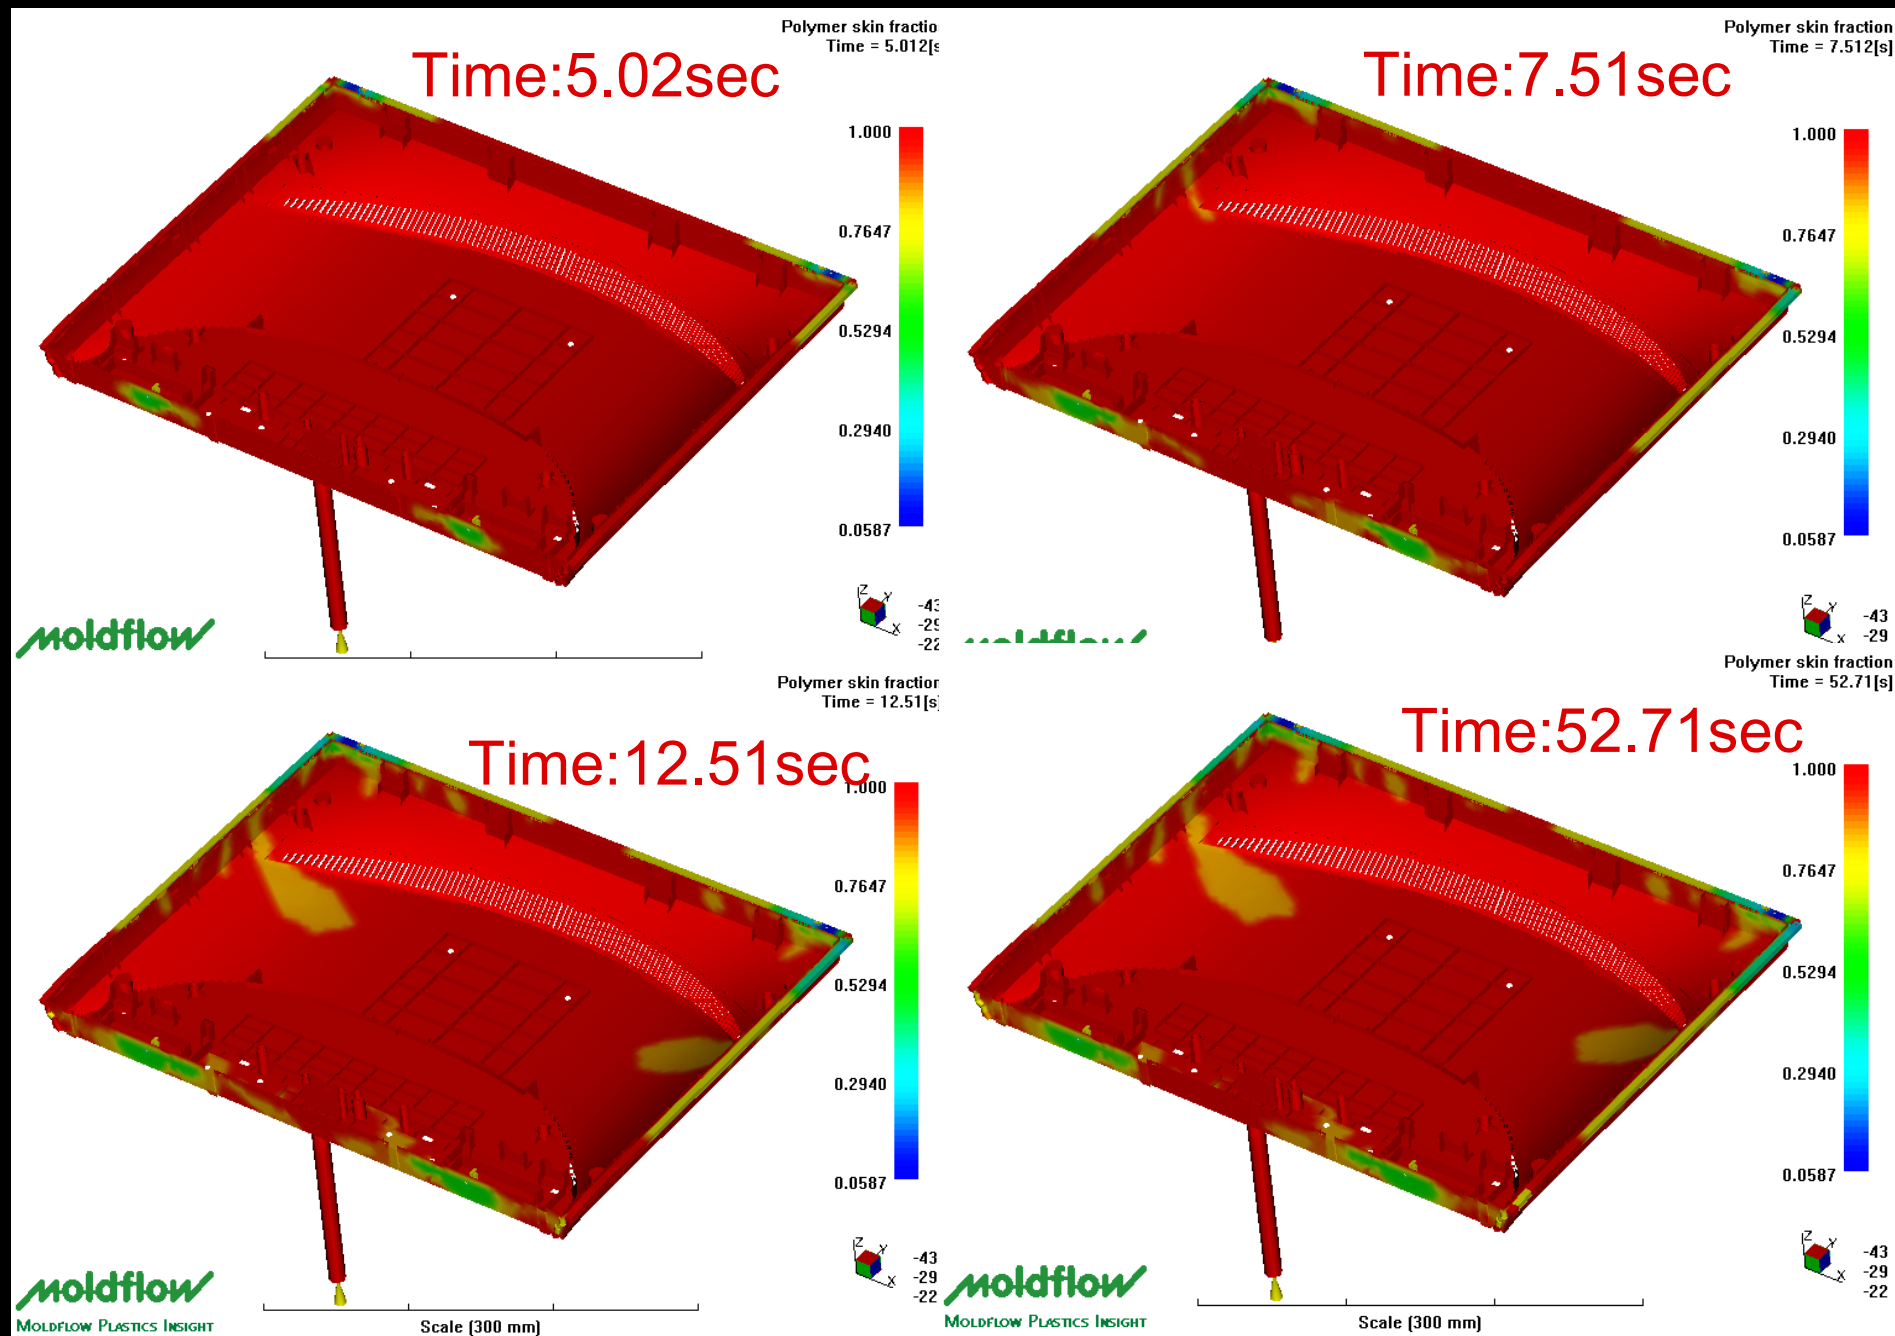 Polymer skin fractio
Time = 5.012[s
Time:5.02sec
1.000
0.7647
0.5294
0.2940
0.0587
Z
Y
X
-43
-29
-22
moldflow
Polymer skin fraction
Time = 7.512[s]
Time:7.51sec
1.000
0.7647
0.5294
0.2940
0.0587
Z
Y
X
-43
-29
moldflow
Polymer skin fraction
Time = 12.51[s]
Time:12.51sec
1.000
0.7647
0.5294
0.2940
0.0587
Z
Y
X
-43
-29
-22
moldflow
MOLDFLOW PLASTICS INSIGHT
Scale (300 mm)
Polymer skin fraction
Time = 52.71[s]
Time:52.71sec
1.000
0.7647
0.5294
0.2940
0.0587
Z
Y
X
-43
-29
-22
moldflow
MOLDFLOW PLASTICS INSIGHT
Scale (300 mm)